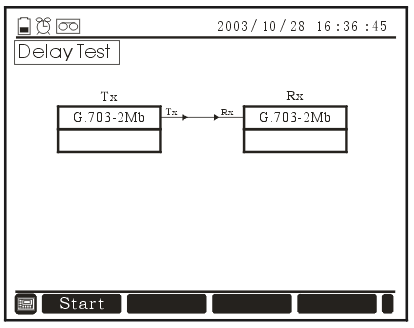 2003/10/28 16:36:45
Delay Test
Tx Rx
G.703-2Mb Tx Rx G.703-2Mb
Start